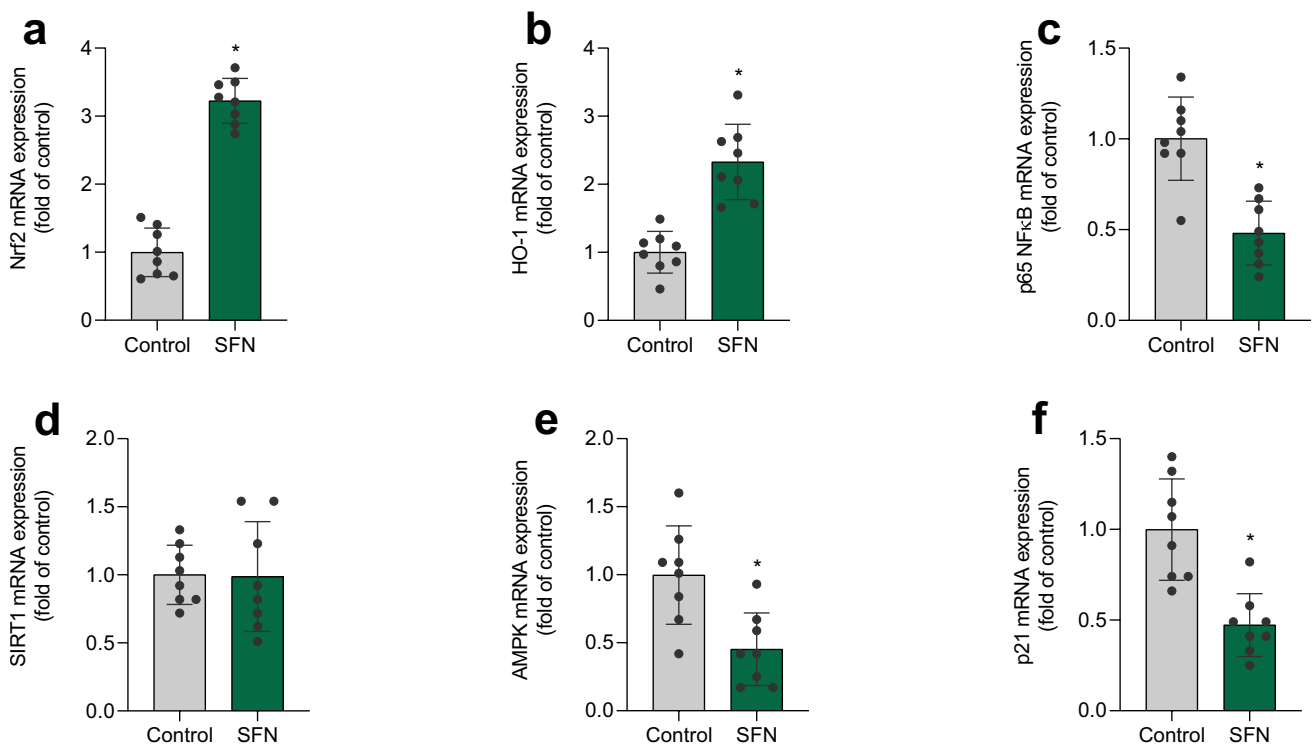 a
Nrf2 mRNA expression
(fold of control)
4
3
2
1
0
*
Control SFN
b
HO-1 mRNA expression
(fold of control)
4
3
2
1
0
*
Control SFN
c
p65 NFκB mRNA expression
(fold of control)
1.5
1.0
0.5
0.0
*
Control SFN
d
SIRT1 mRNA expression
(fold of control)
2.0
1.5
1.0
0.5
0.0
Control SFN
e
AMPK mRNA expression
(fold of control)
2.0
1.5
1.0
0.5
0.0
*
Control SFN
f
p21 mRNA expression
(fold of control)
1.5
1.0
0.5
0.0
*
Control SFN